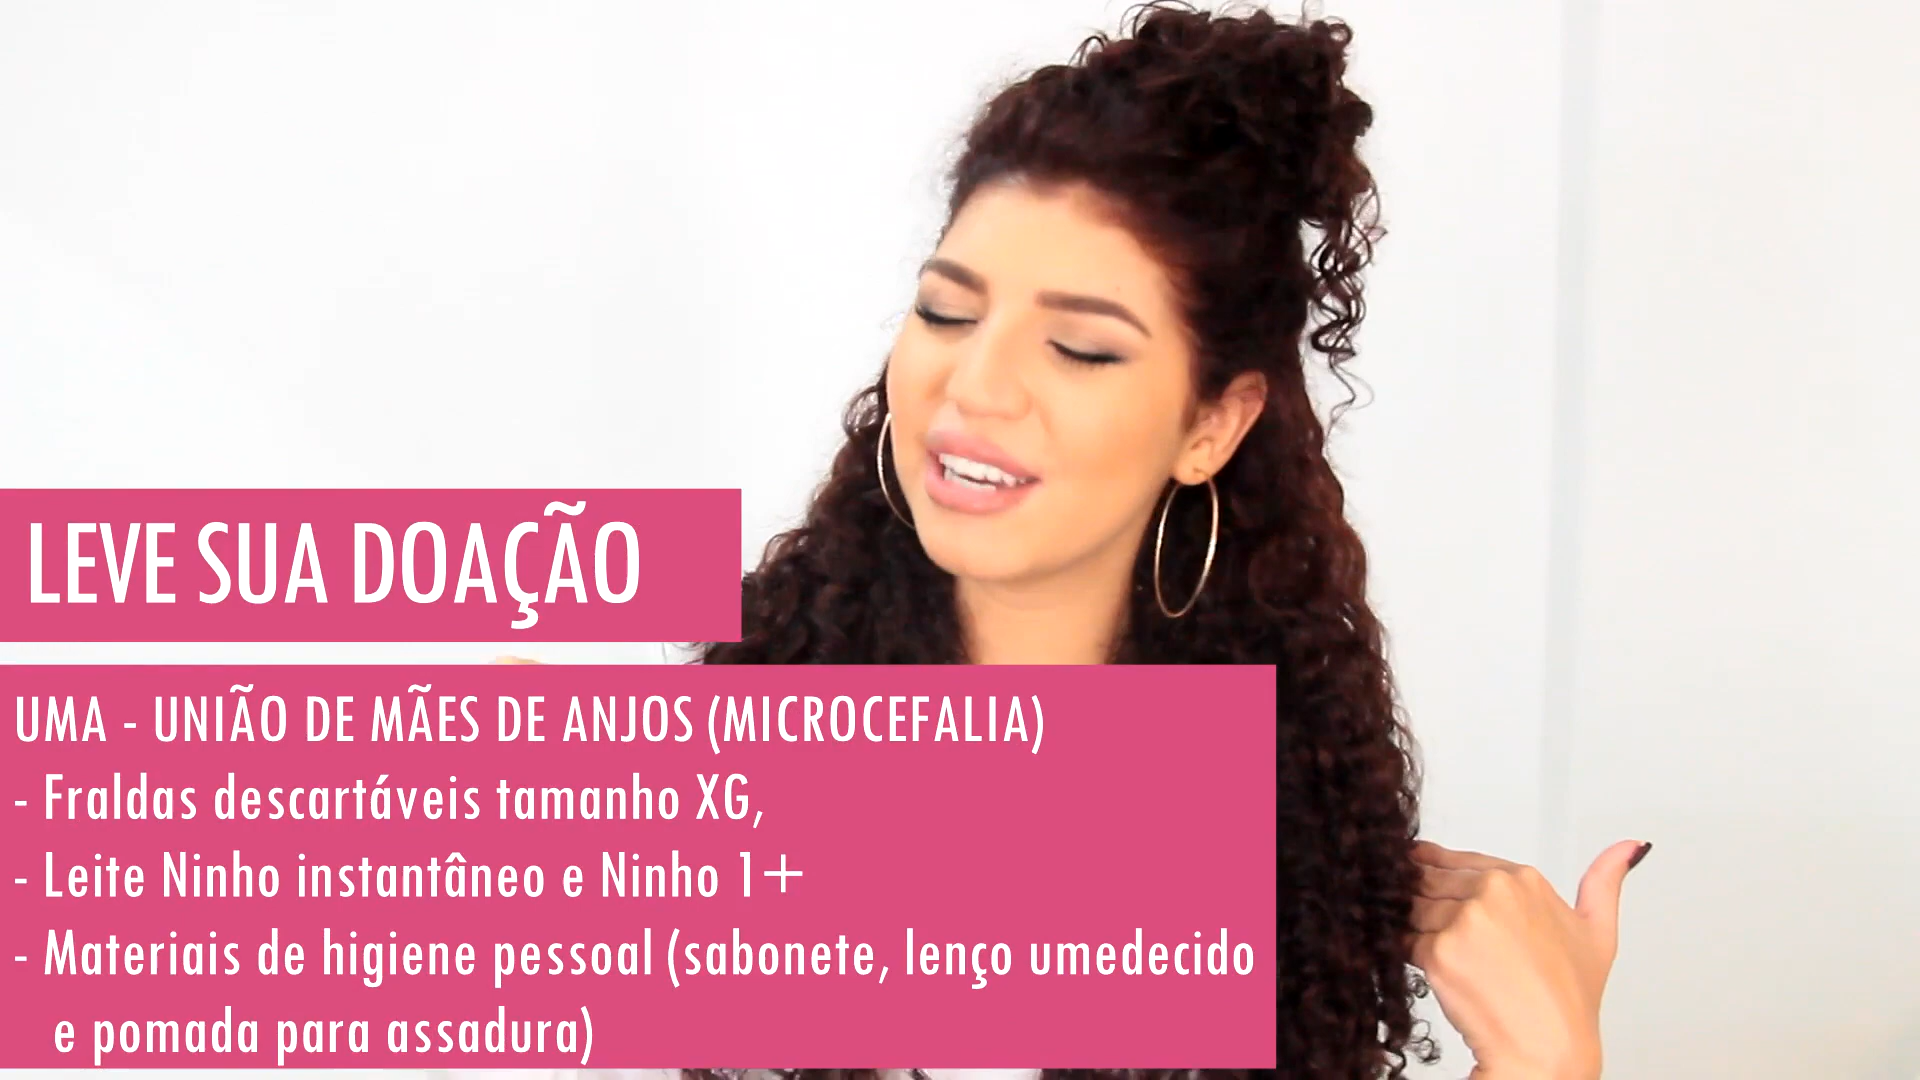 LEVE SUA DOAÇÃO
UMA - UNIÃO DE MÃES DE ANJOS (MICROCEFALIA)
- Fraldas descartáveis tamanho XG,
- Leite Ninho instantâneo e Ninho 1+
- Materiais de higiene pessoal (sabonete, lenço umedecido
e pomada para assadura)